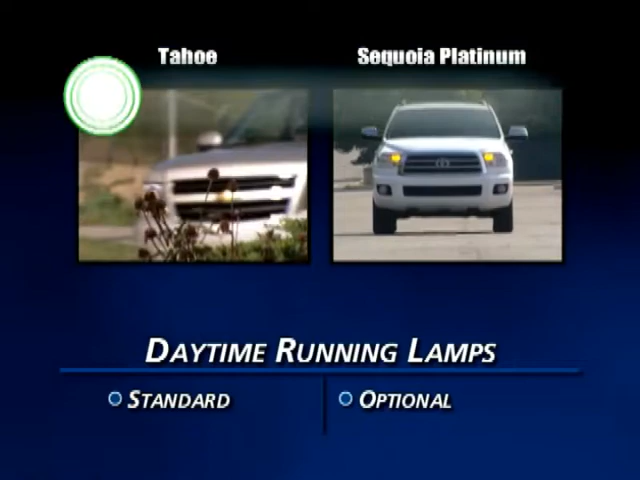 Tahoe
Sequoia Platinum
DAYTIME RUNNING LAMPS
STANDARD
OPTIONAL